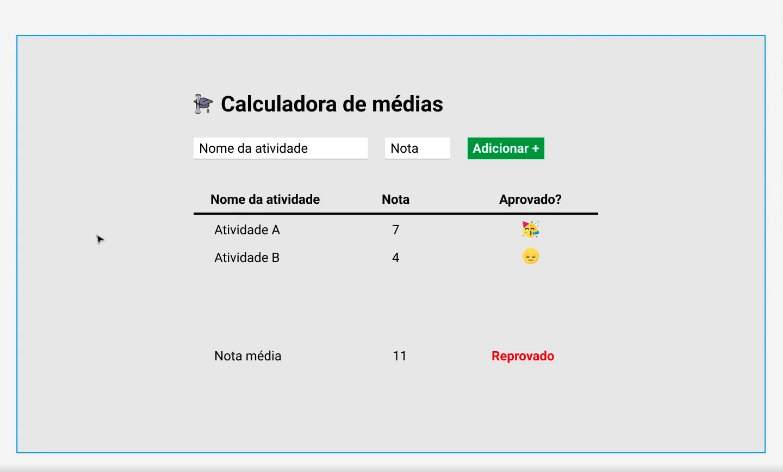 Calculadora de médias
Nome da atividade Nota Adicionar +
Nome da atividade Nota Aprovado?
Atividade A 7
Atividade B 4
Nota média 11 Reprovado